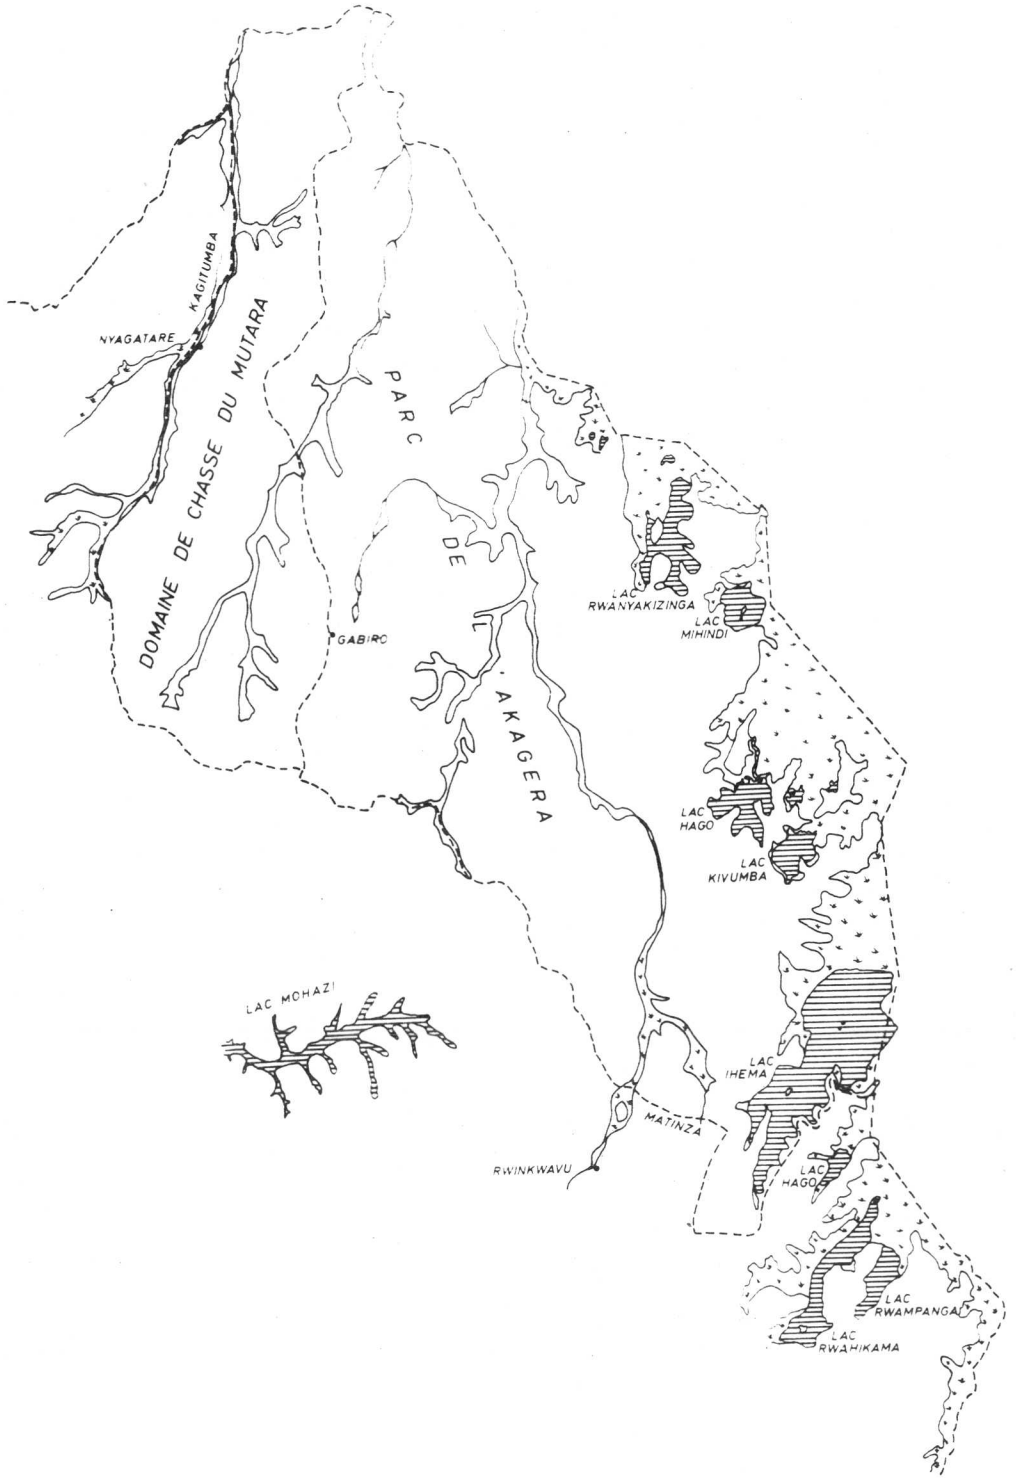 KAGITUMBA
NYAGATARE
DOMAINE DE CHASSE DU MUTARA
PARC
DE
L
'AKAGERA
LAC
RWANYAKIZINGA
LAC
MIHINDI
GABIRO
LAC
HAGO
LAC
KIVUMBA
LAC MOHAZI
LAC
IHEMA
MATINZA
RWINKWAVU
LAC
HAGO
LAC
RWAMPANGA
LAC
RWAHIKAMA